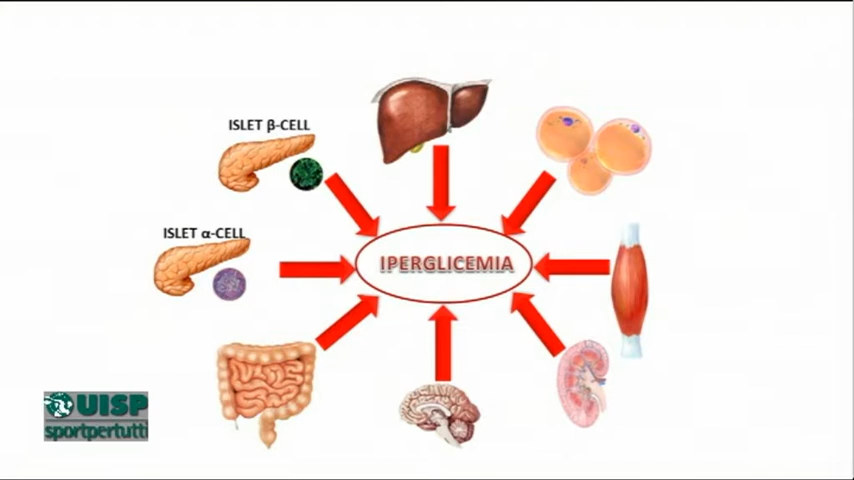 ISLET β-CELL
ISLET α-CELL
IPERGLICEMIA
UISP
sportpertutti